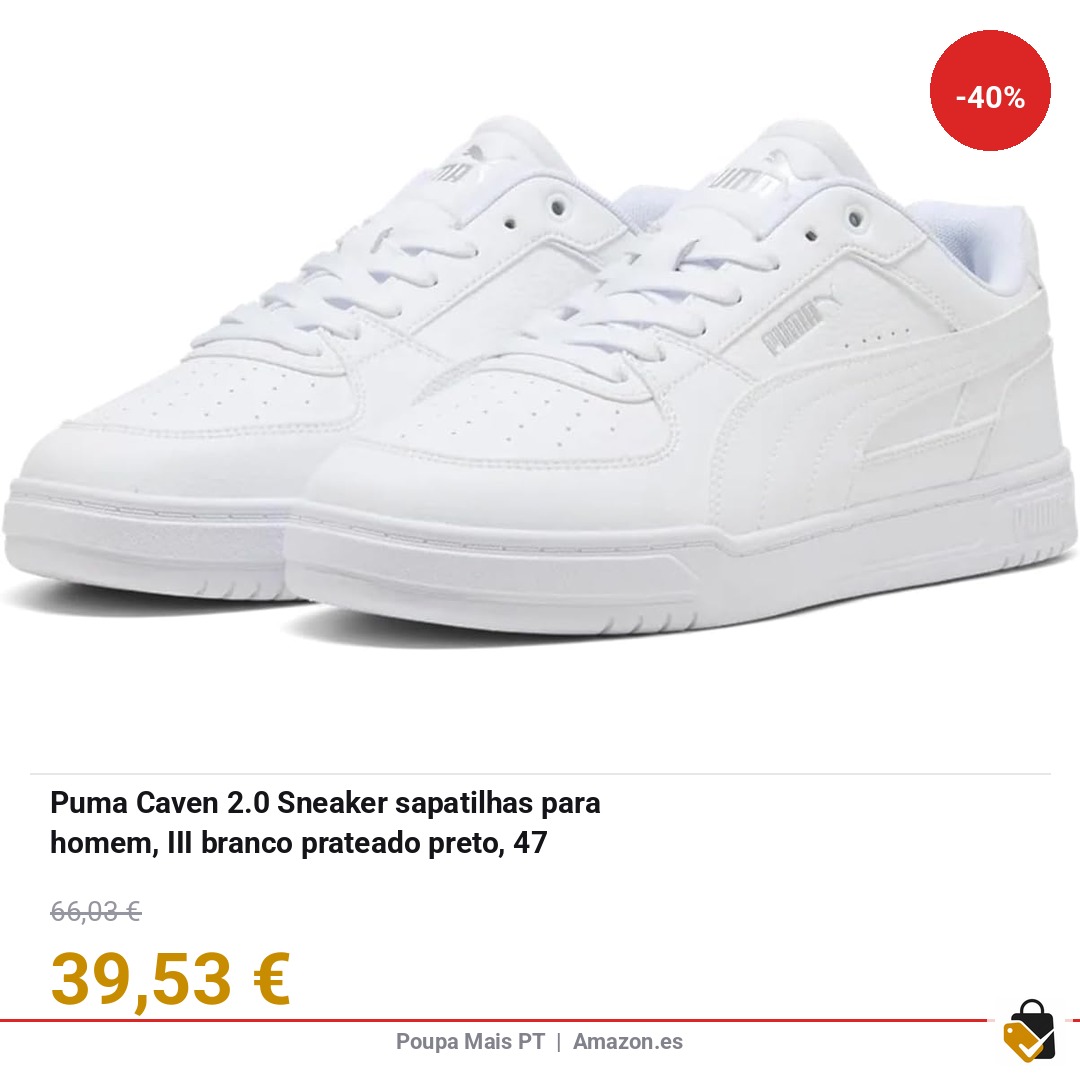 -40%
PUMA
Puma Caven 2.0 Sneaker sapatilhas para
homem, III branco prateado preto, 47
66,03 €
39,53 €
Poupa Mais PT | Amazon.es